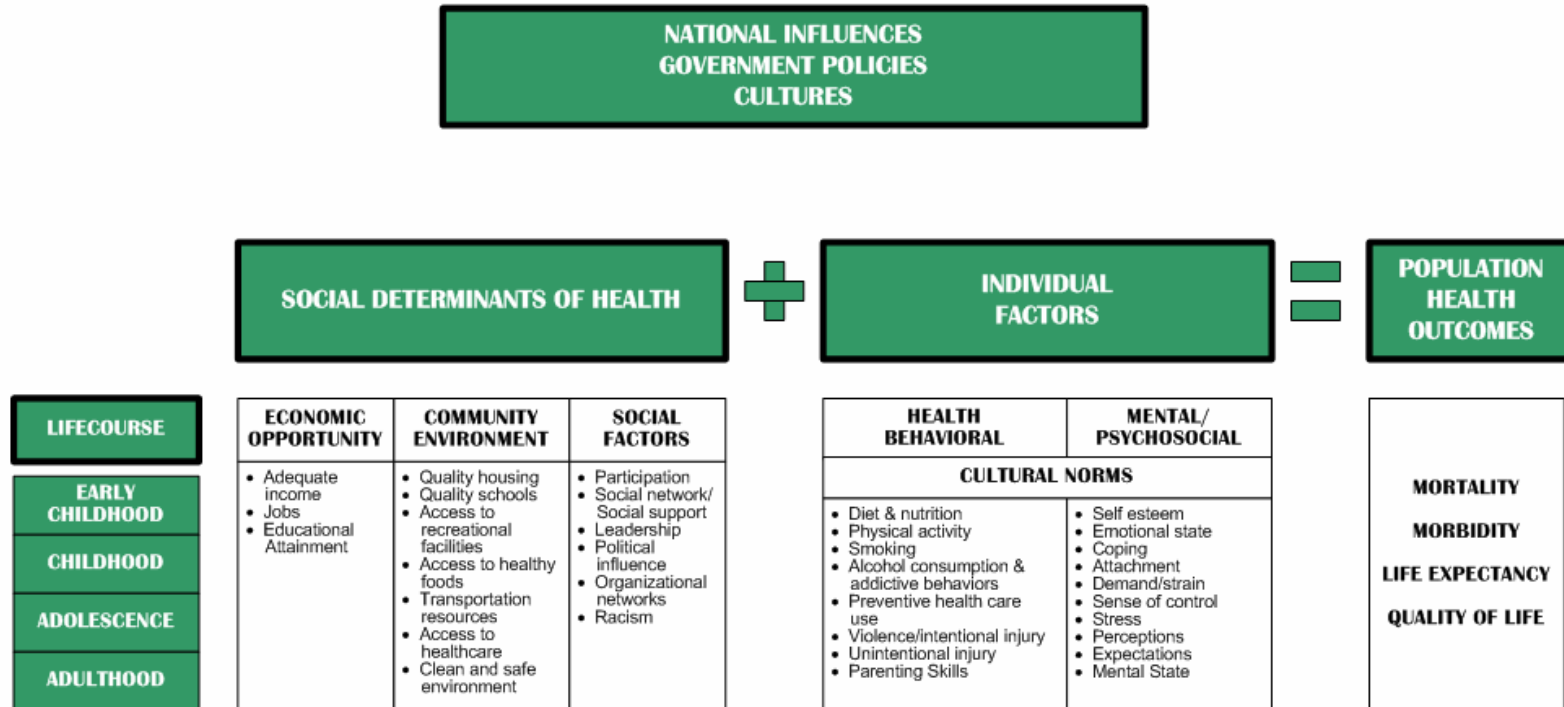 NATIONAL INFLUENCES
GOVERNMENT POLICIES
CULTURES
SOCIAL DETERMINANTS OF HEALTH
INDIVIDUAL
FACTORS
POPULATION
HEALTH
OUTCOMES
LIFECOURSE
EARLY
CHILDHOOD
CHILDHOOD
ADOLESCENCE
ADULTHOOD
ECONOMIC
OPPORTUNITY
• Adequate
income
• Jobs
• Educational
Attainment
COMMUNITY
ENVIRONMENT
• Quality housing
• Quality schools
• Access to
recreational
facilities
• Access to healthy
foods
• Transportation
resources
• Access to
healthcare
• Clean and safe
environment
SOCIAL
FACTORS
• Participation
• Social network/
Social support
• Leadership
• Political
influence
• Organizational
networks
• Racism
HEALTH
BEHAVIORAL
MENTAL/
PSYCHOSOCIAL
CULTURAL NORMS
• Diet & nutrition
• Physical activity
• Smoking
• Alcohol consumption &
addictive behaviors
• Preventive health care
use
• Violence/intentional injury
• Unintentional injury
• Parenting Skills
• Self esteem
• Emotional state
• Coping
• Attachment
• Demand/strain
• Sense of control
• Stress
• Perceptions
• Expectations
• Mental State
MORTALITY
MORBIDITY
LIFE EXPECTANCY
QUALITY OF LIFE